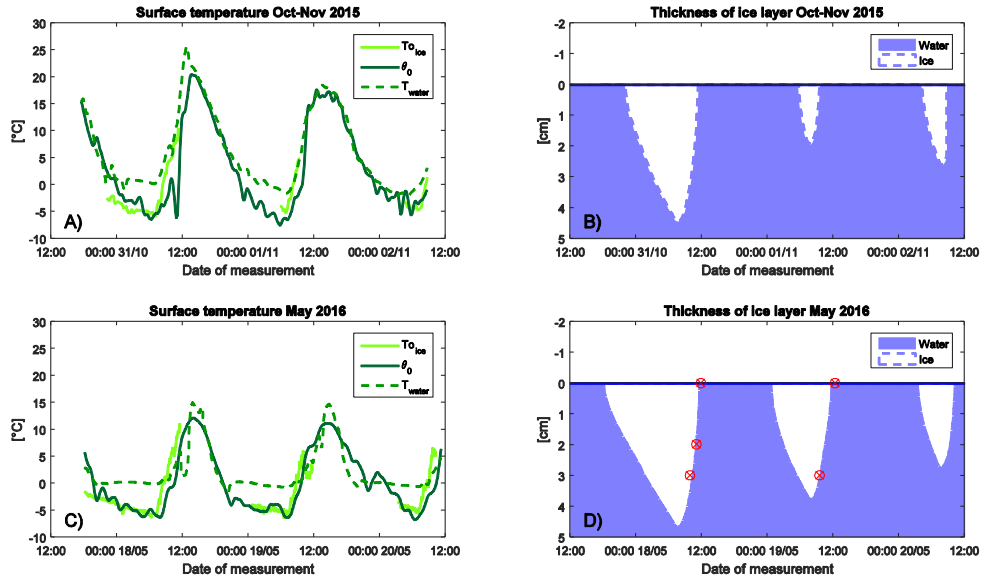 Surface temperature Oct-Nov 2015
30
25
20
15
10
5
0
-5
-10
[°C]
To_ice
θ_0
T_water
A)
12:00 00:00 31/10 12:00 00:00 01/11 12:00 00:00 02/11 12:00
Date of measurement
Thickness of ice layer Oct-Nov 2015
-2
-1
0
1
2
3
4
5
[cm]
Water
Ice
B)
12:00 00:00 31/10 12:00 00:00 01/11 12:00 00:00 02/11 12:00
Date of measurement
Surface temperature May 2016
30
25
20
15
10
5
0
-5
-10
[°C]
To_ice
θ_0
T_water
C)
12:00 00:00 18/05 12:00 00:00 19/05 12:00 00:00 20/05 12:00
Date of measurement
Thickness of ice layer May 2016
-2
-1
0
1
2
3
4
5
[cm]
Water
Ice
D)
12:00 00:00 18/05 12:00 00:00 19/05 12:00 00:00 20/05 12:00
Date of measurement